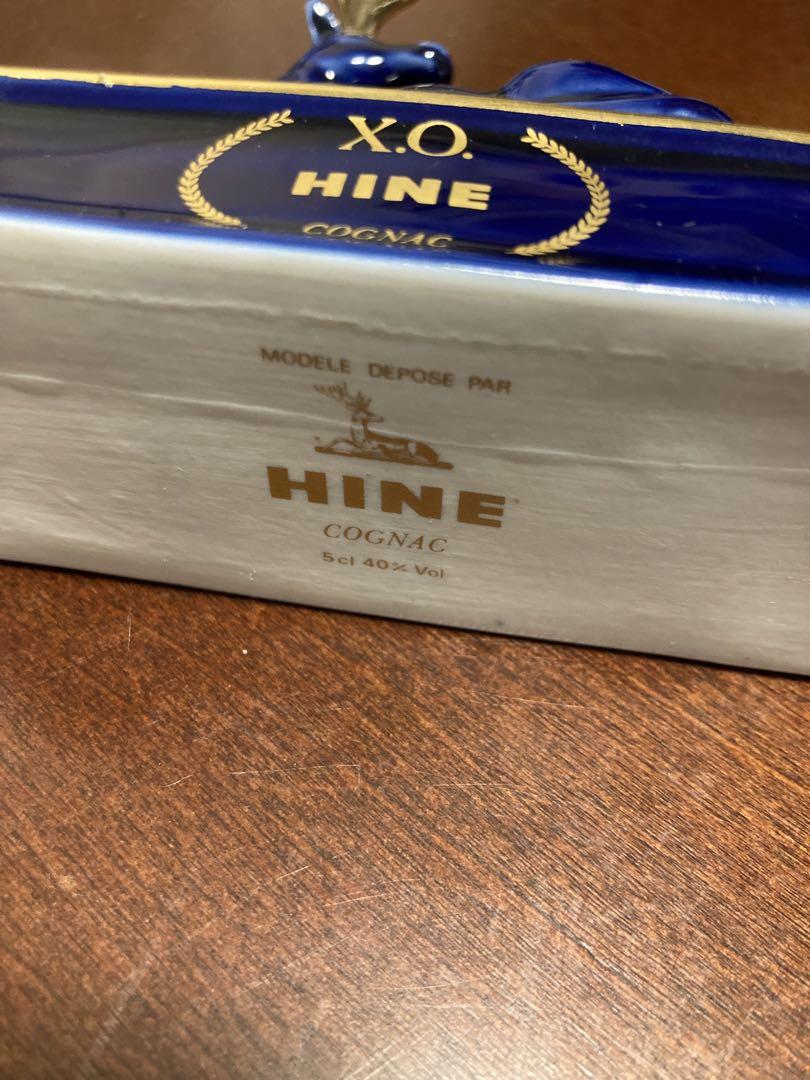 X.O.
HINE
COGNAC
MODELE DEPOSE PAR
HINE
COGNAC
5cl 40% Vol